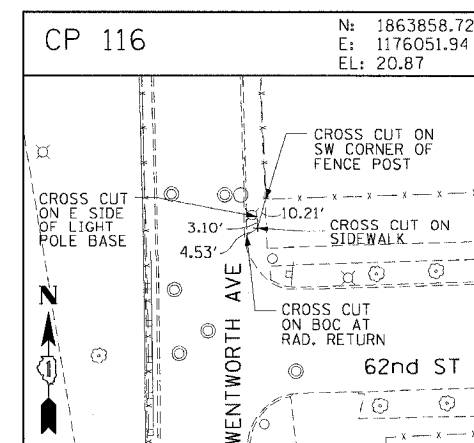 CP 116
N: 1863858.72
E: 1176051.94
EL: 20.87
CROSS CUT ON
SW CORNER OF
FENCE POST
CROSS CUT
ON E SIDE
OF LIGHT
POLE BASE
10.21'
3.10'
4.53'
CROSS CUT ON
SIDEWALK
N
CROSS CUT
ON BOC AT
RAD. RETURN
WENTWORTH AVE
62nd ST